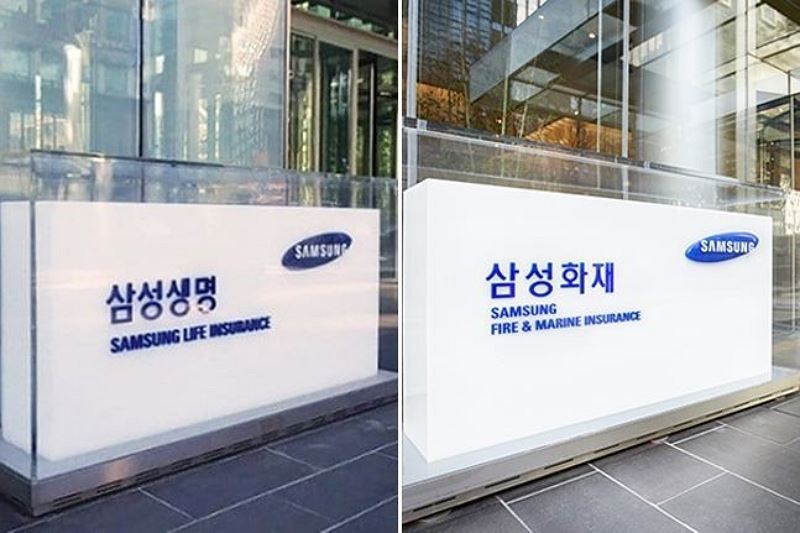 SAMSUNG
삼성생명
SAMSUNG LIFE INSURANCE
SAMSUNG
삼성화재
SAMSUNG
FIRE & MARINE INSURANCE